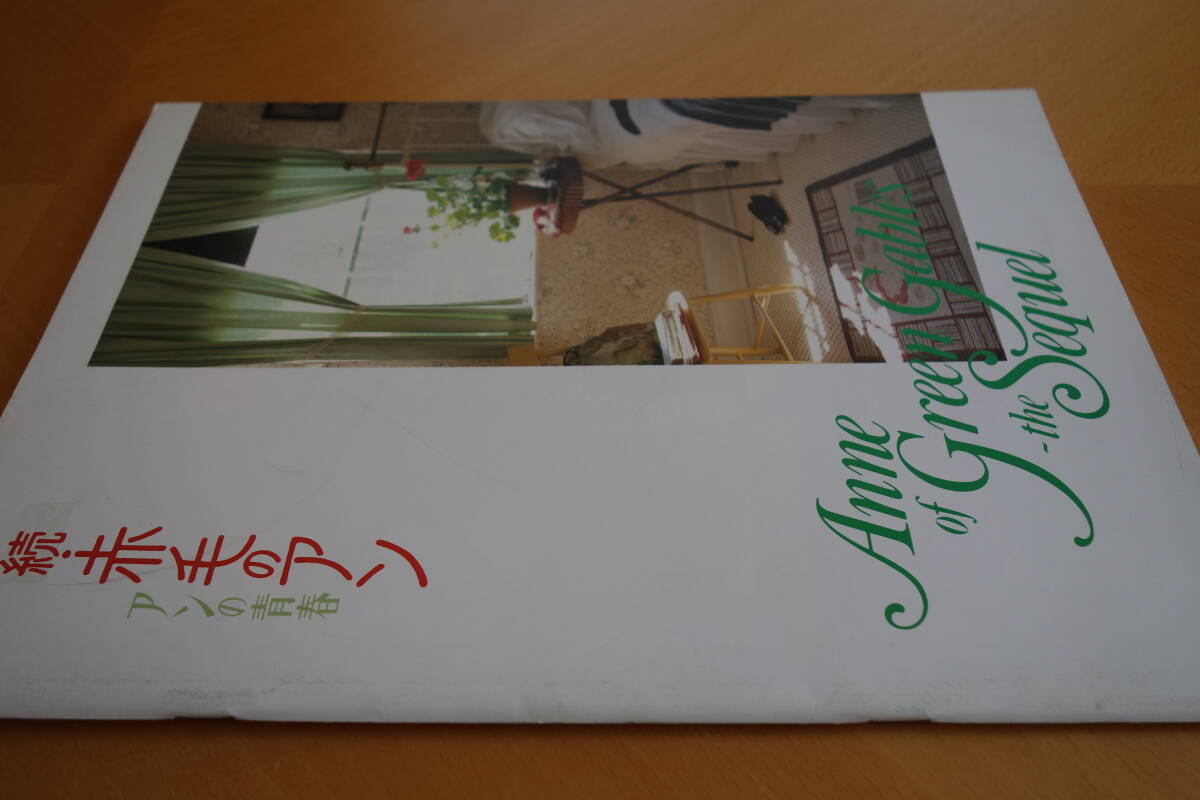 Anne
of Green Gables
-the Sequel
続・赤毛のアン
アンの青春